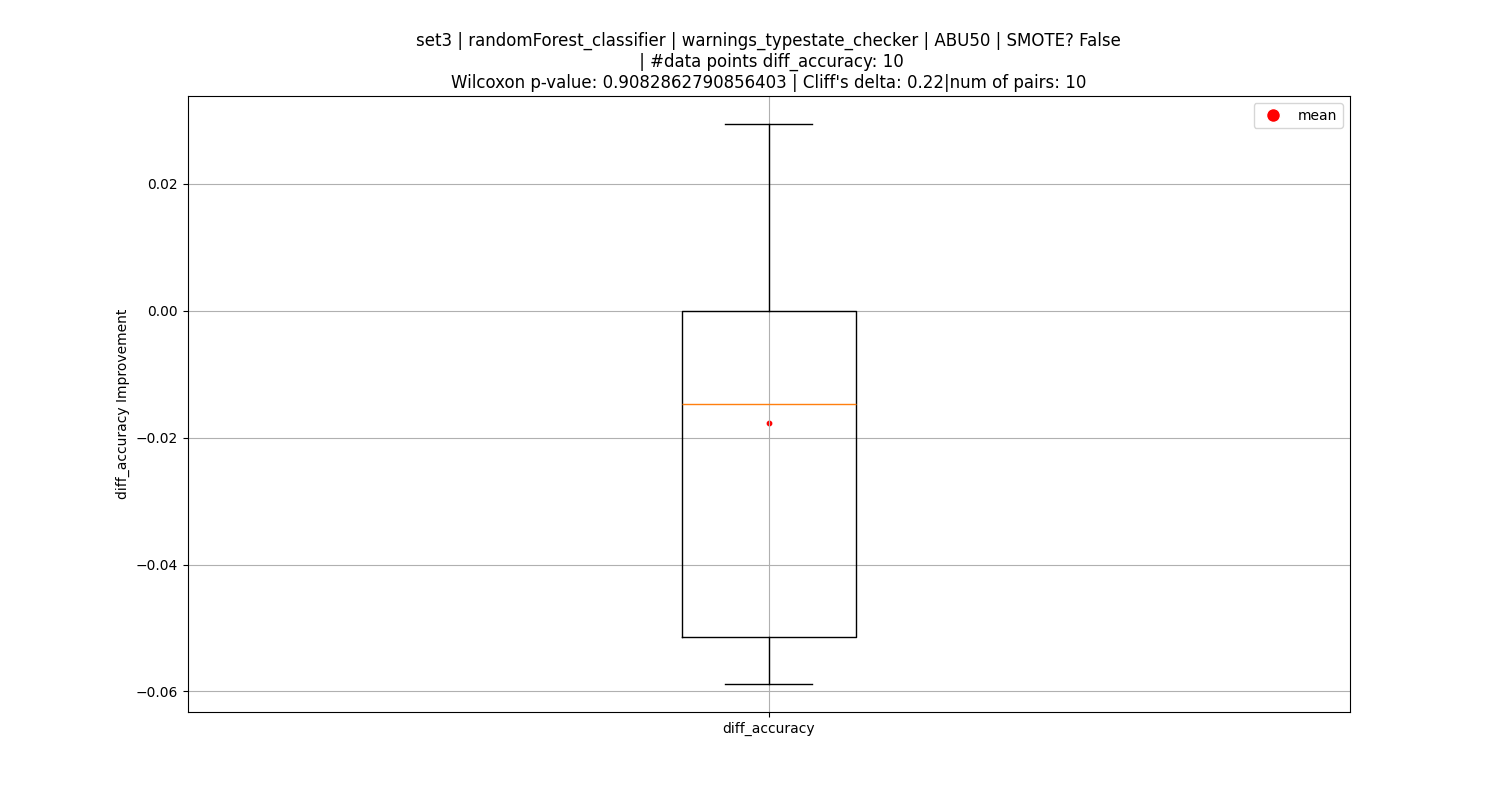 set3 | randomForest_classifier | warnings_typestate_checker | ABU50 | SMOTE? False
| #data points diff_accuracy: 10
Wilcoxon p-value: 0.9082862790856403 | Cliff's delta: 0.22|num of pairs: 10
mean
0.02
0.00
−0.02
−0.04
−0.06
diff_accuracy Improvement
diff_accuracy